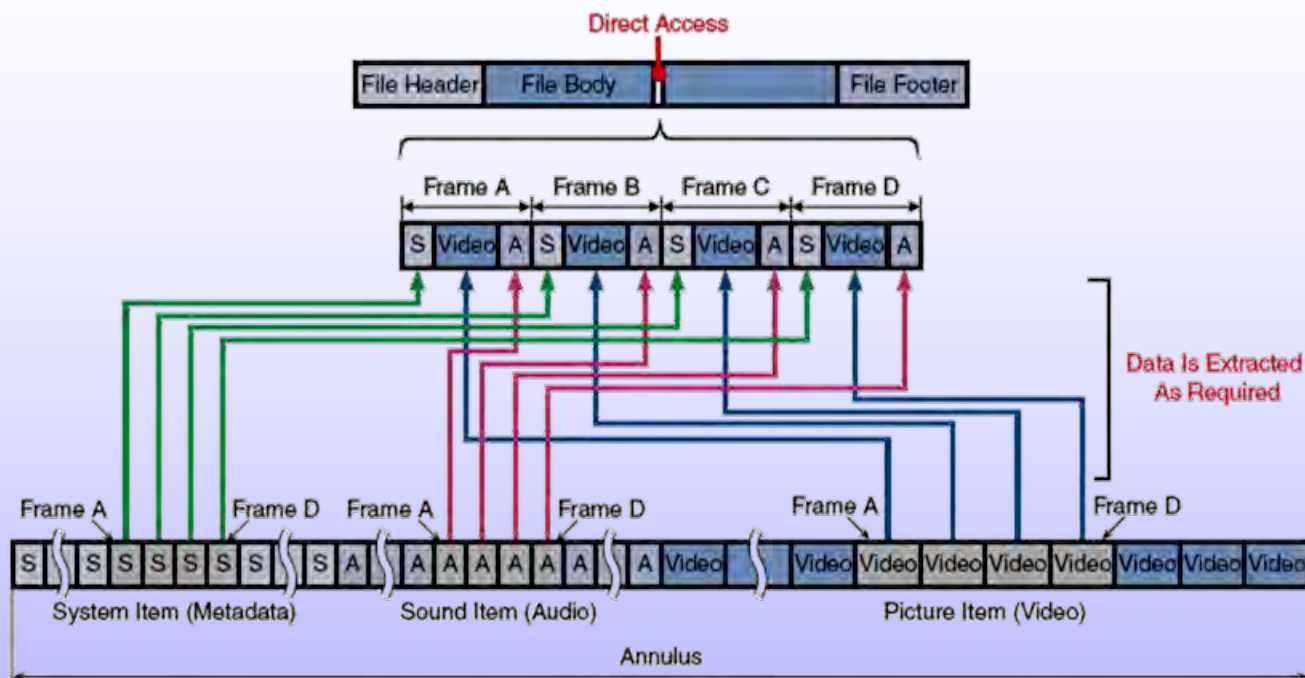 Direct Access
File Header File Body File Footer
Frame A Frame B Frame C Frame D
S Video A S Video A S Video A S Video A
Data Is Extracted
As Required
Frame A Frame D Frame A Frame D Frame A Frame D
S S S S S S S S A A A A A A A A Video Video Video Video Video Video Video Video Video
System Item (Metadata) Sound Item (Audio) Picture Item (Video)
Annulus